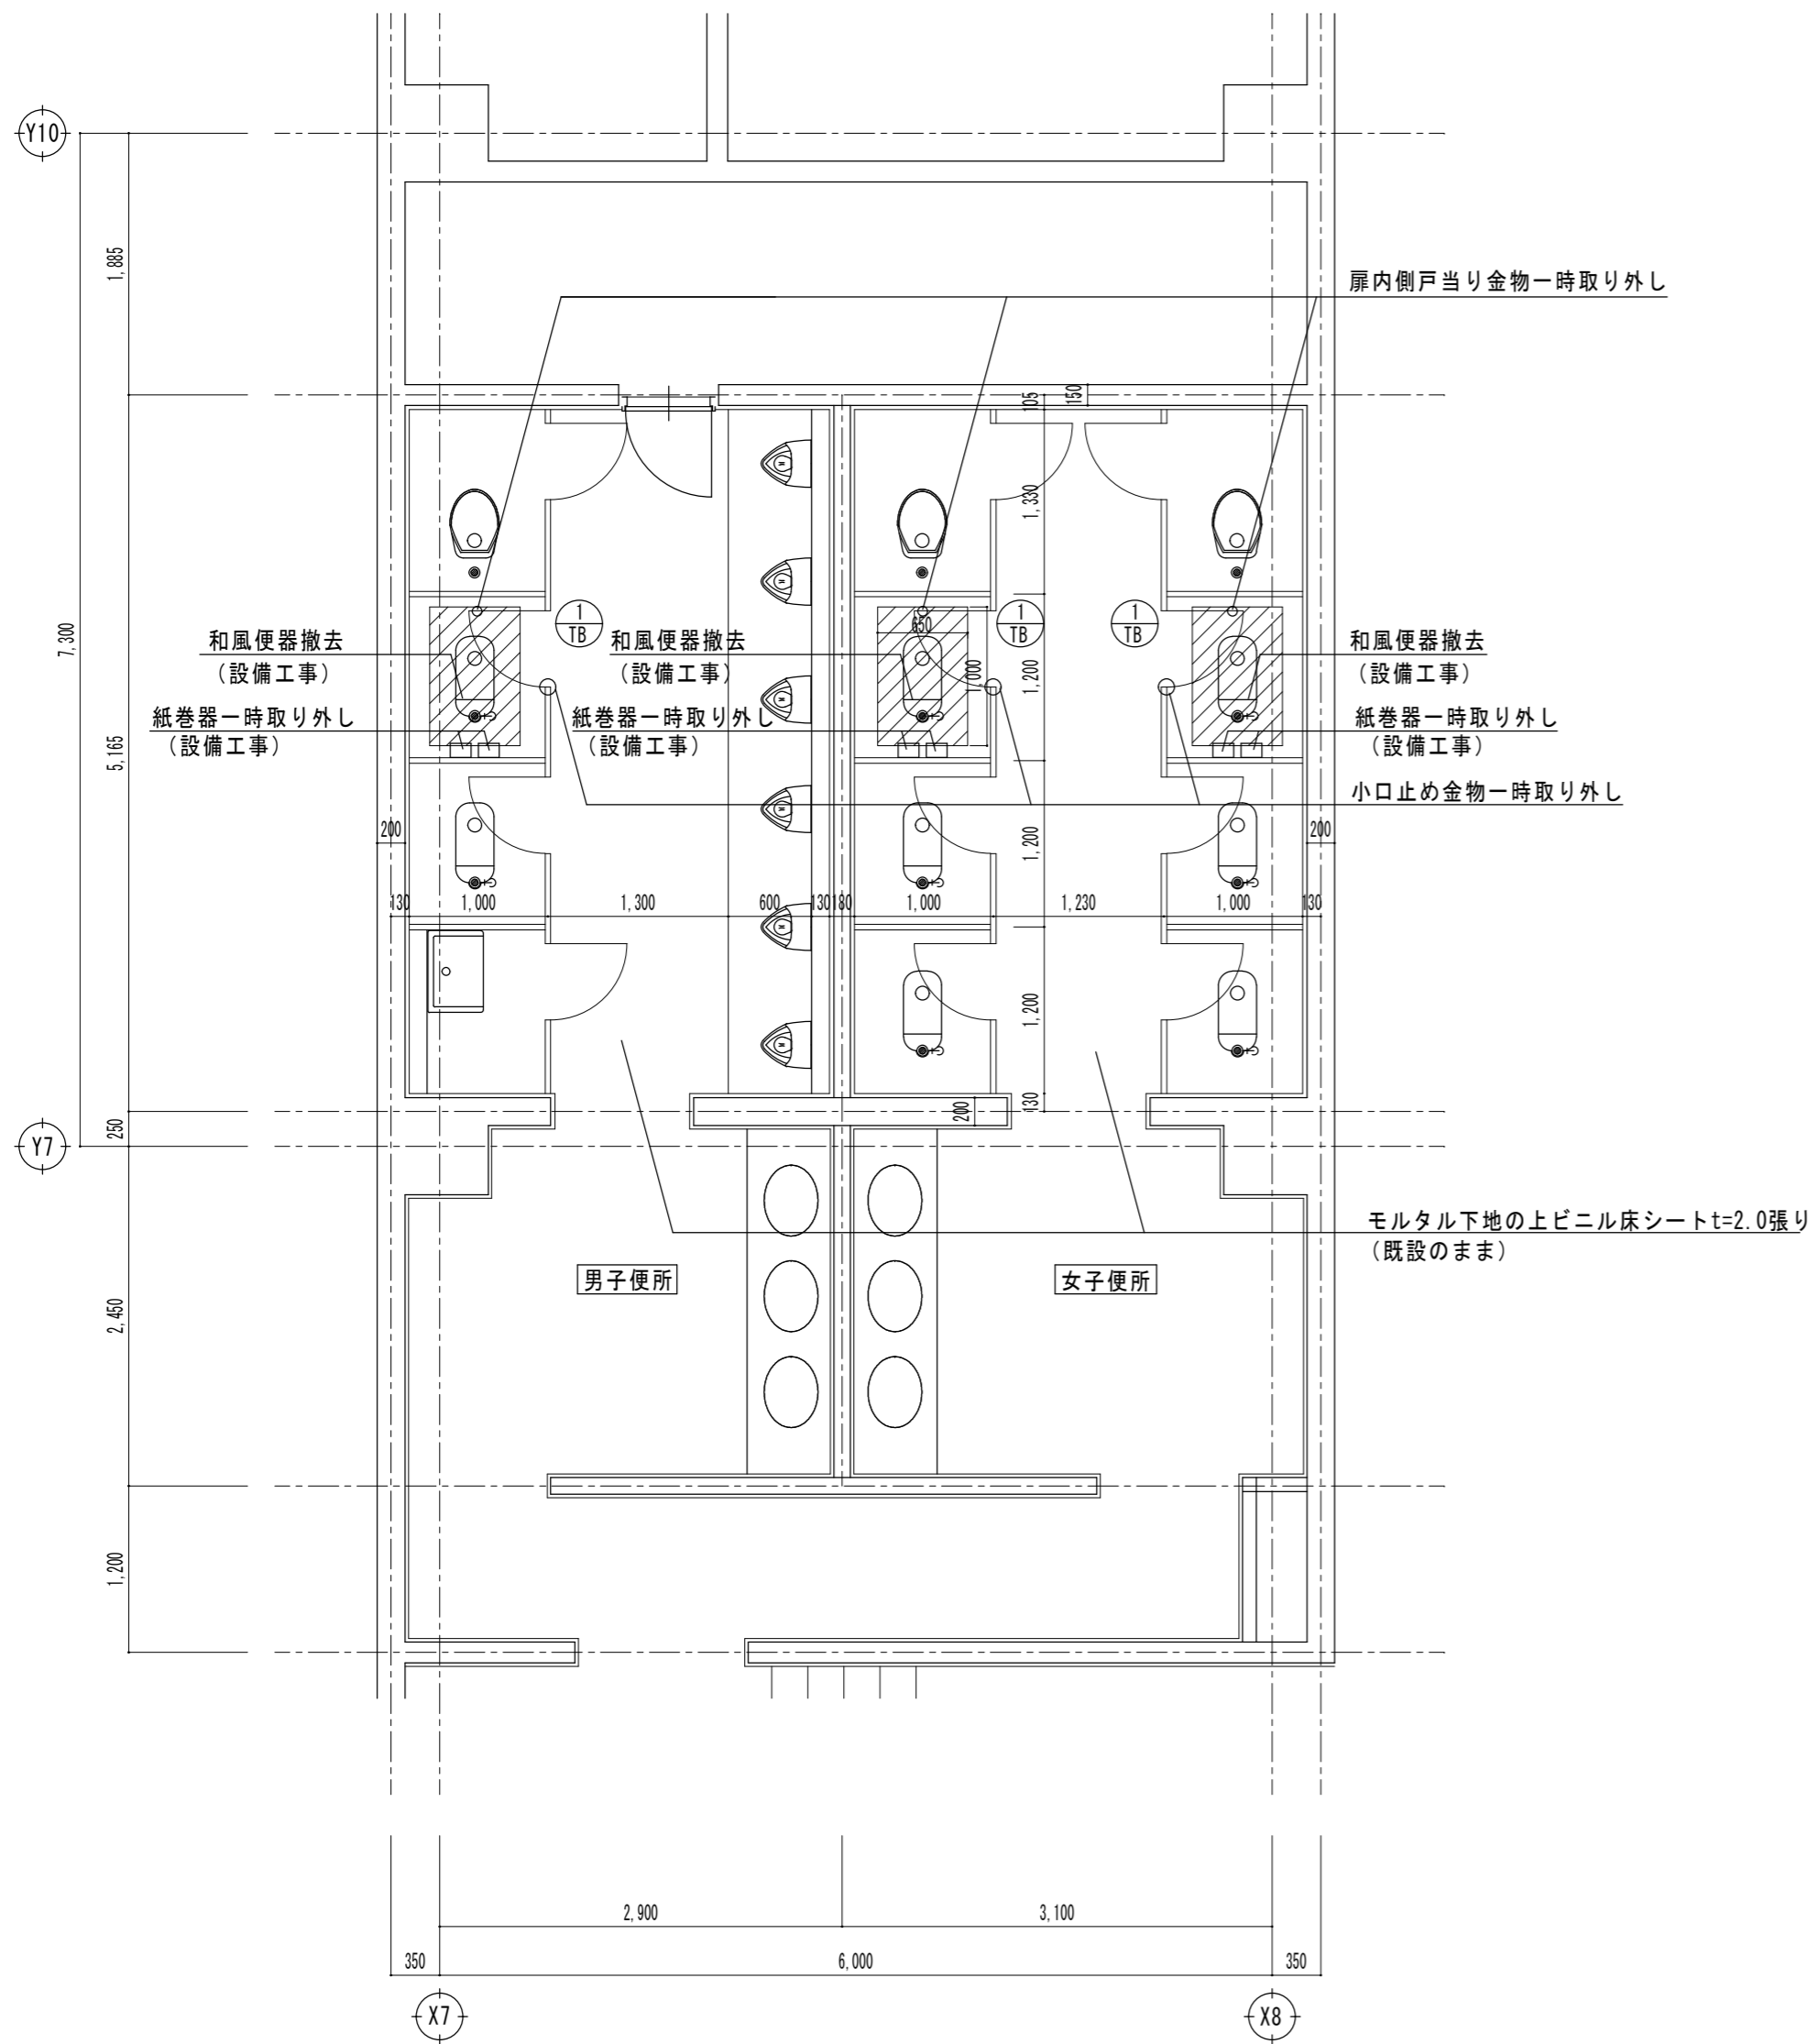 Y10
1,885
扉内側戸当り金物一時取り外し
105
150
1,330
7,300
1
TB
1
TB
1
TB
650
和風便器撤去
(設備工事)
和風便器撤去
(設備工事)
和風便器撤去
(設備工事)
1,000
1,200
紙巻器一時取り外し
(設備工事)
紙巻器一時取り外し
(設備工事)
紙巻器一時取り外し
(設備工事)
5,165
小口止め金物一時取り外し
200
1,200
200
130
1,000
1,300
600
130
180
1,000
1,230
1,000
130
1,200
200
130
250
Y7
モルタル下地の上ビニル床シートt=2.0張り
(既設のまま)
男子便所
女子便所
2,450
1,200
2,900
3,100
350
6,000
350
X7
X8